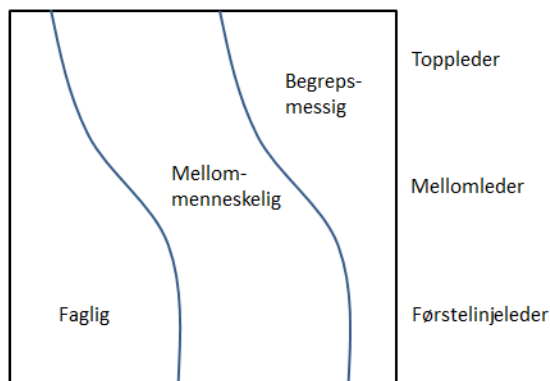 Toppleder
Begreps-
messig
Mellom-
menneskelig
Mellomleder
Faglig
Førstelinjeleder